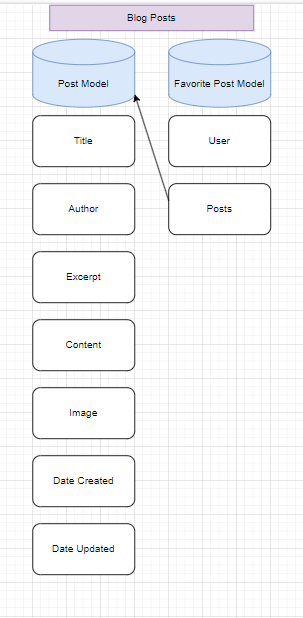 Blog Posts
Post Model
Favorite Post Model
Title
User
Author
Posts
Excerpt
Content
Image
Date Created
Date Updated